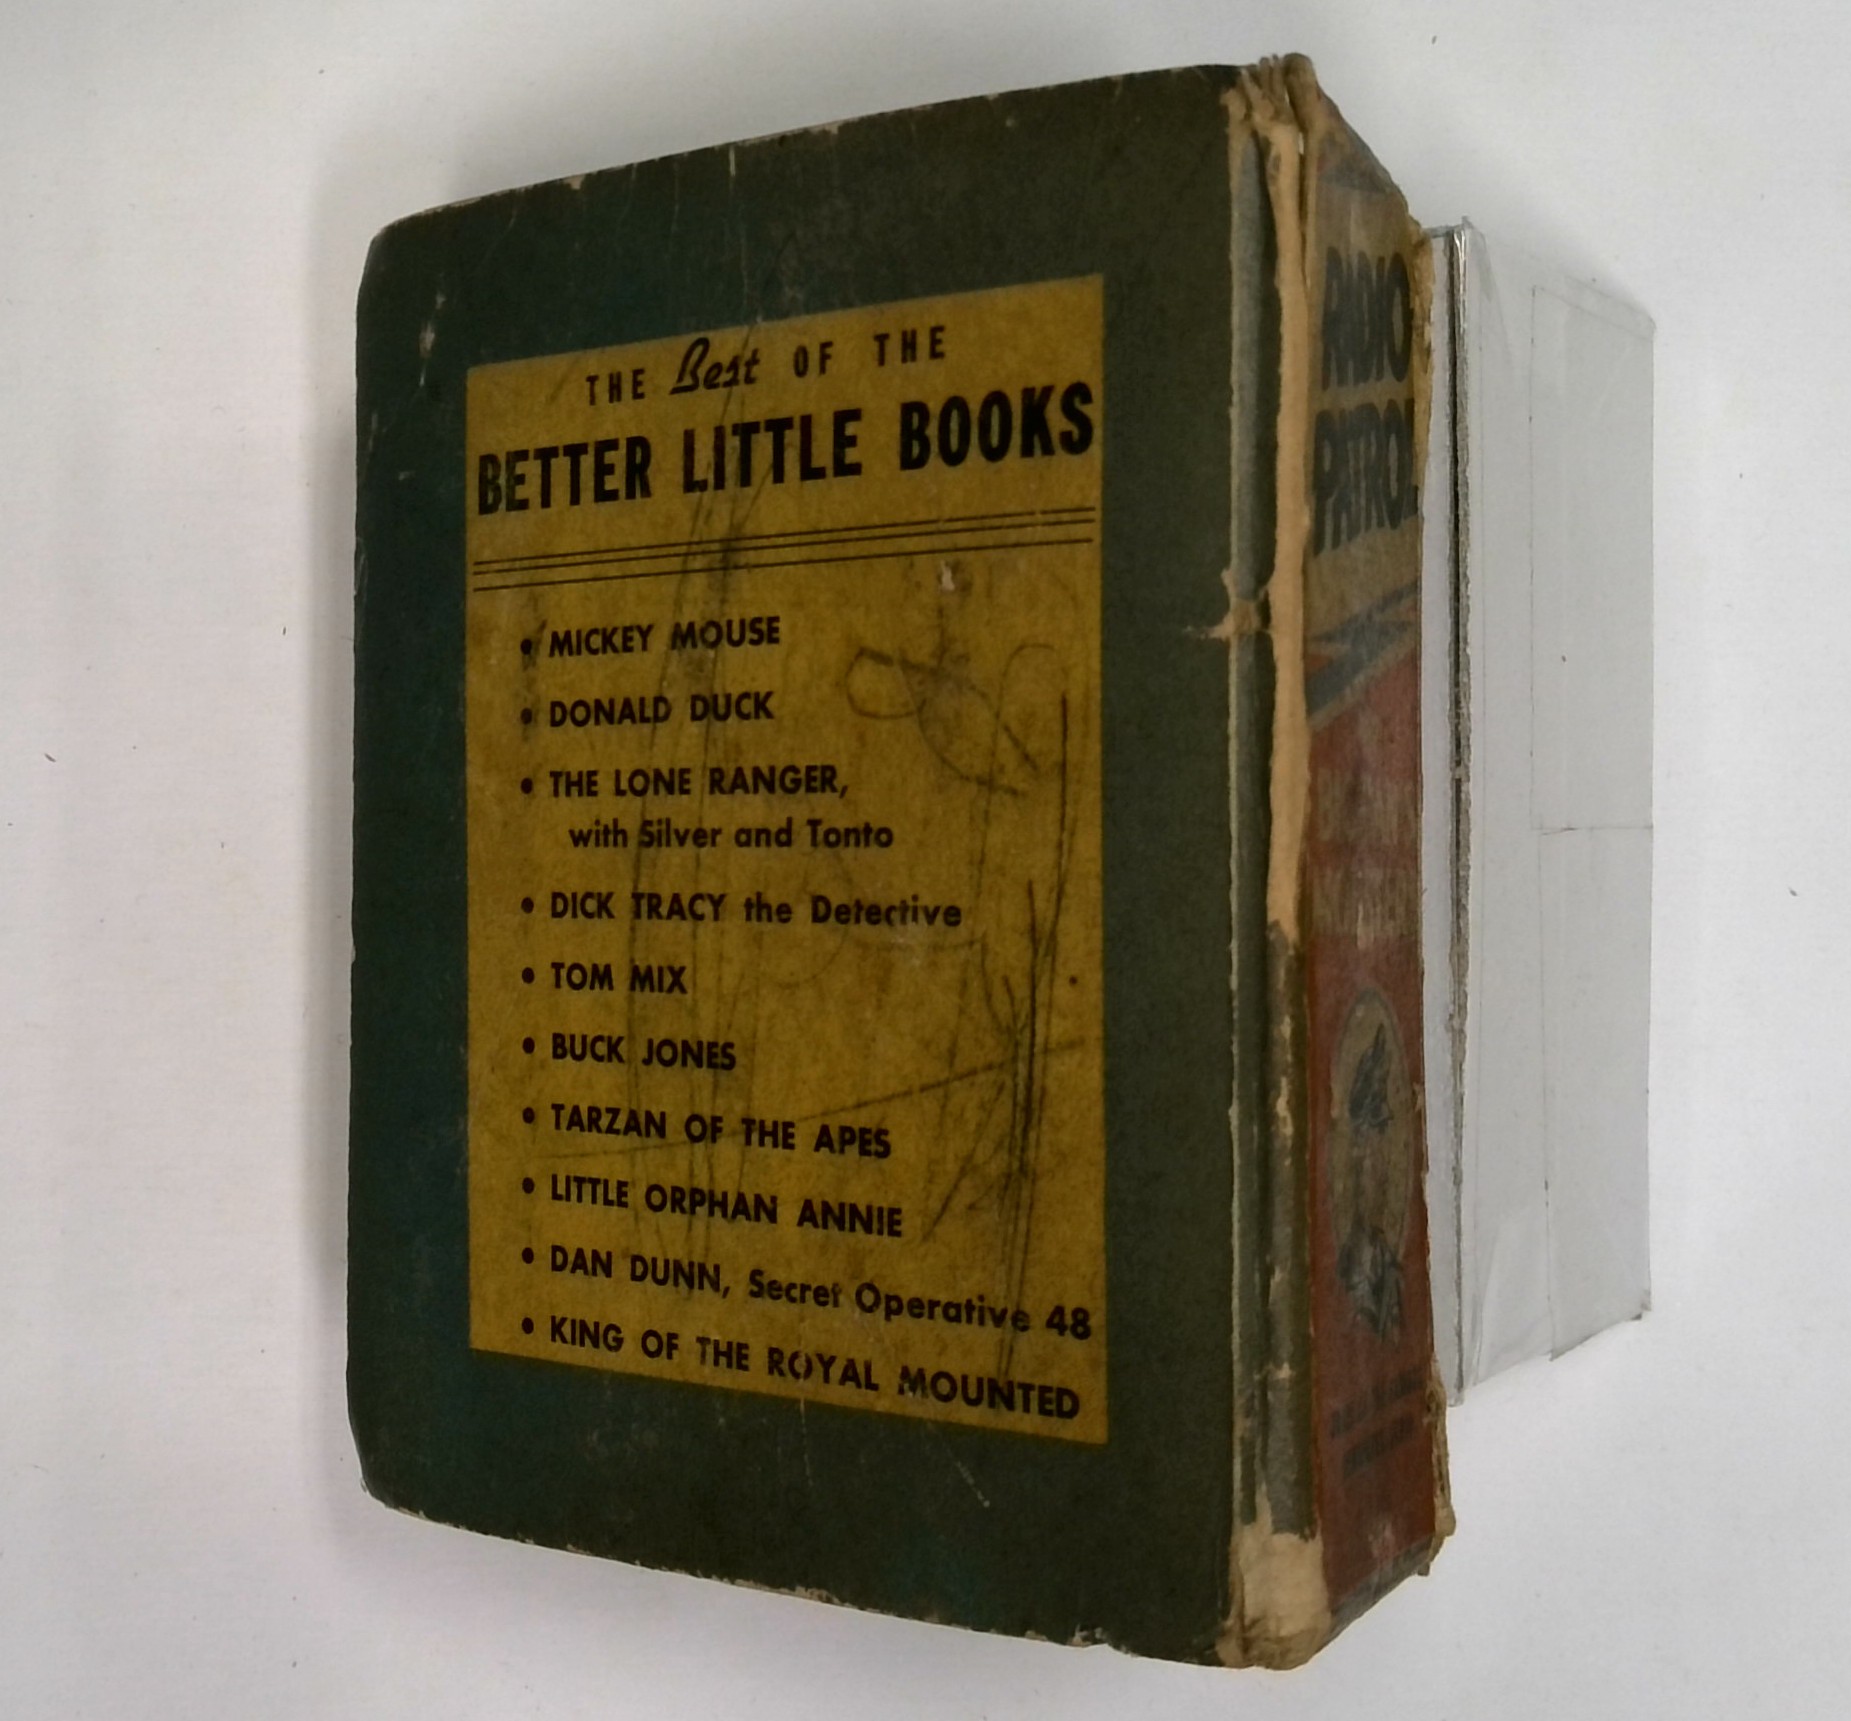 THE Best OF THE
BETTER LITTLE BOOKS
• MICKEY MOUSE
• DONALD DUCK
• THE LONE RANGER,
with Silver and Tonto
• DICK TRACY the Detective
• TOM MIX
• BUCK JONES
• TARZAN OF THE APES
• LITTLE ORPHAN ANNIE
• DAN DUNN, Secret Operative 48
• KING OF THE ROYAL MOUNTED
RADIO
PATROL